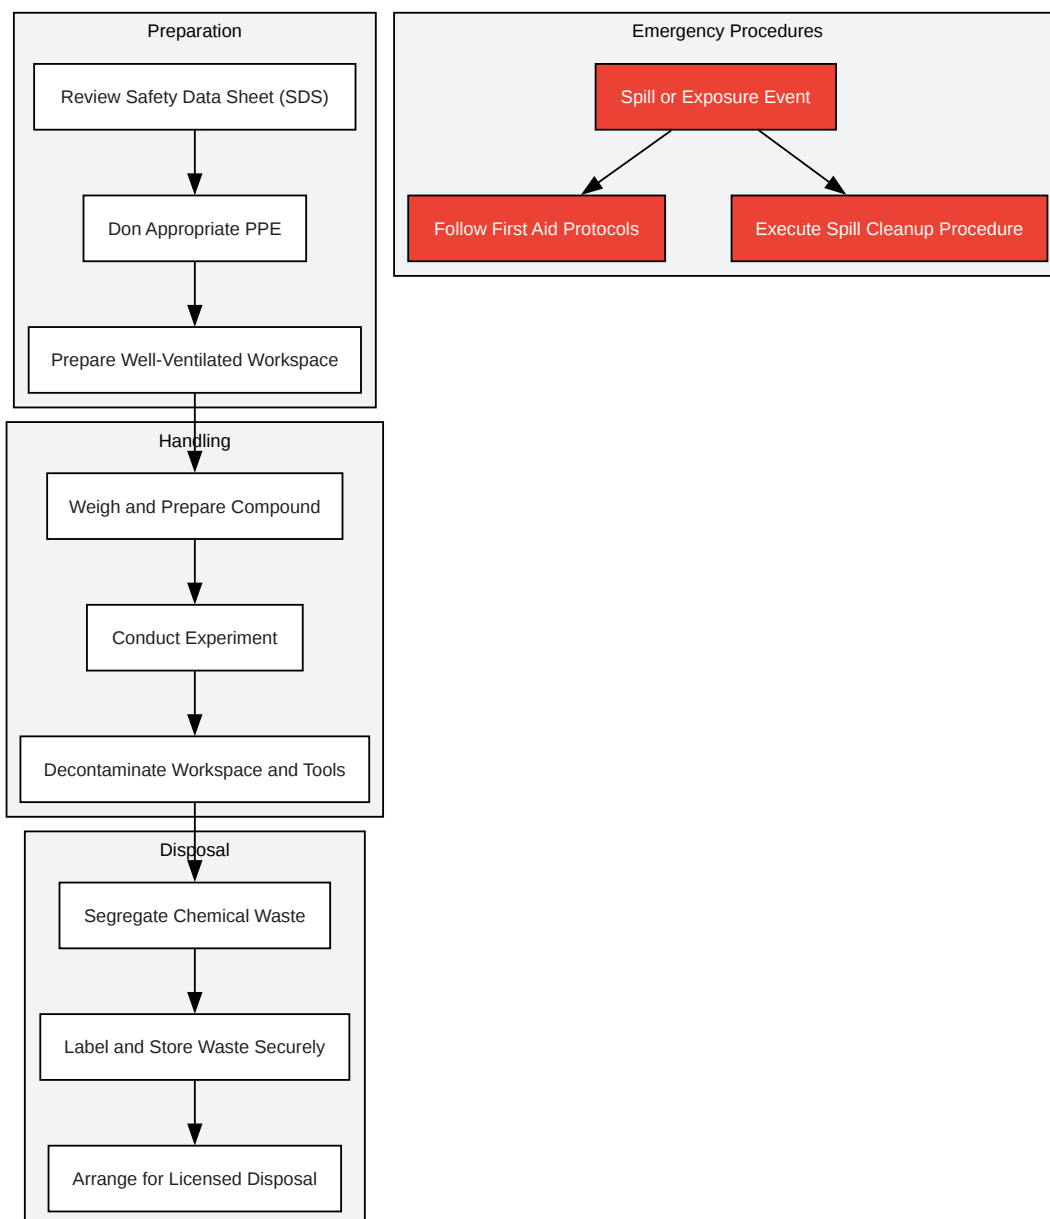 Preparation
Review Safety Data Sheet (SDS)
Don Appropriate PPE
Prepare Well-Ventilated Workspace
Handling
Weigh and Prepare Compound
Conduct Experiment
Decontaminate Workspace and Tools
Disposal
Segregate Chemical Waste
Label and Store Waste Securely
Arrange for Licensed Disposal
Emergency Procedures
Spill or Exposure Event
Follow First Aid Protocols
Execute Spill Cleanup Procedure